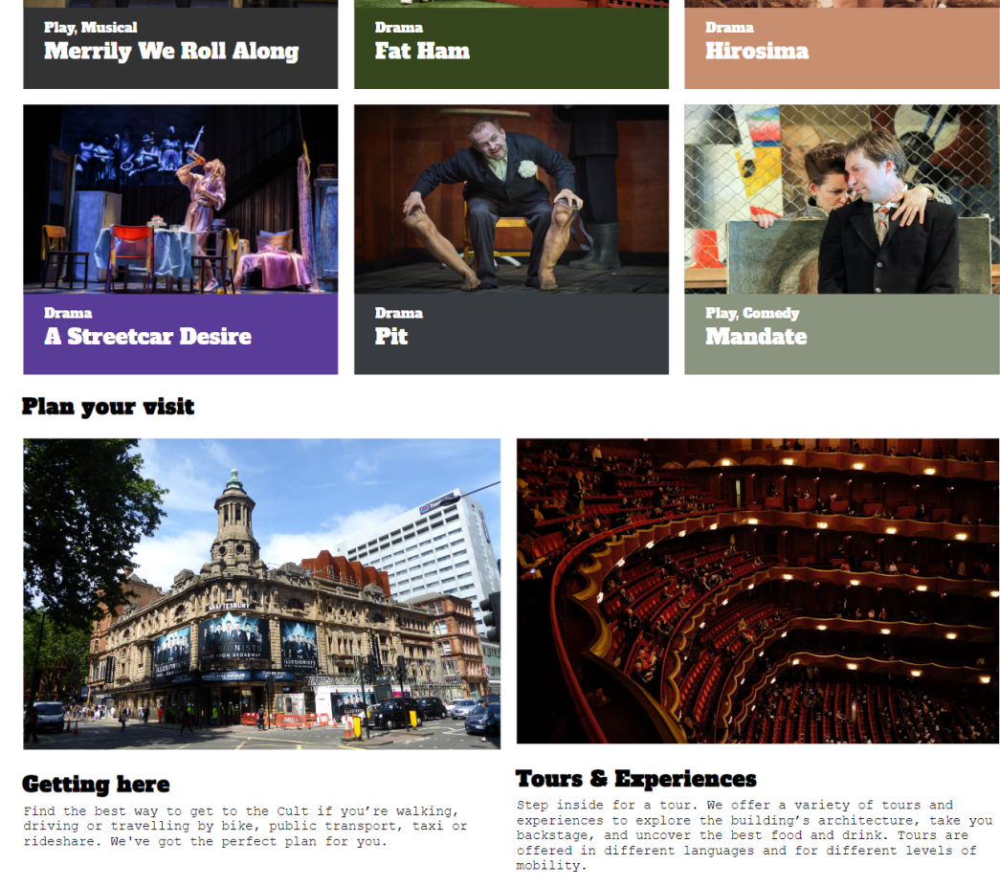 Play, Musical
Merrily We Roll Along
Drama
Fat Ham
Drama
Hirosima
Drama
A Streetcar Desire
Drama
Pit
Play, Comedy
Mandate
Plan your visit
SHAFTESBURY
ILLUSIONISTS
Getting here
Find the best way to get to the Cult if you’re walking,
driving or travelling by bike, public transport, taxi or
rideshare. We've got the perfect plan for you.
Tours & Experiences
Step inside for a tour. We offer a variety of tours and
experiences to explore the building’s architecture, take you
backstage, and uncover the best food and drink. Tours are
offered in different languages and for different levels of
mobility.